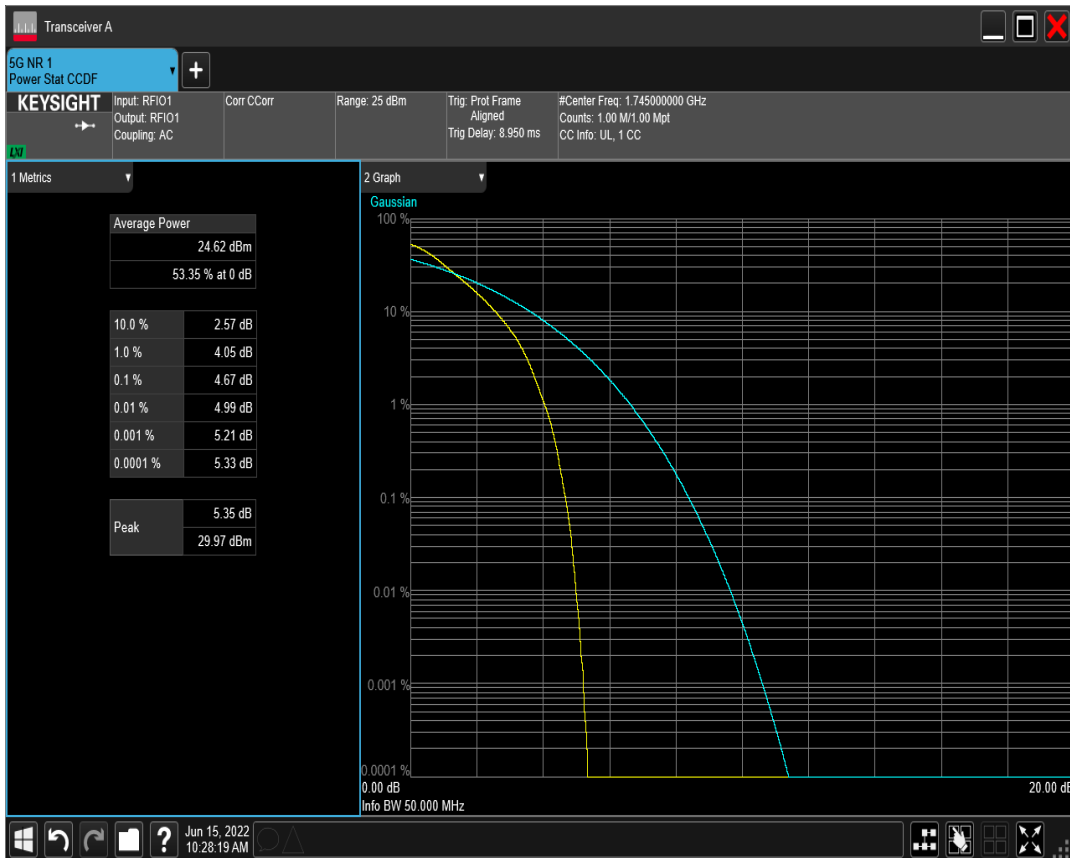 Transceiver A
5G NR 1
Power Stat CCDF
+
KEYSIGHT
LXI
Input: RFIO1
Output: RFIO1
Coupling: AC
Corr CCorr
Range: 25 dBm
Trig: Prot Frame
Aligned
Trig Delay: 8.950 ms
#Center Freq: 1.745000000 GHz
Counts: 1.00 M/1.00 Mpt
CC Info: UL, 1 CC
1 Metrics
Average Power
24.62 dBm
53.35 % at 0 dB
10.0 % 2.57 dB
1.0 % 4.05 dB
0.1 % 4.67 dB
0.01 % 4.99 dB
0.001 % 5.21 dB
0.0001 % 5.33 dB
Peak
5.35 dB
29.97 dBm
2 Graph
Gaussian
100 %
10 %
1 %
0.1 %
0.01 %
0.001 %
0.0001 %
0.00 dB 20.00 dB
Info BW 50.000 MHz
?
Jun 15, 2022
10:28:19 AM